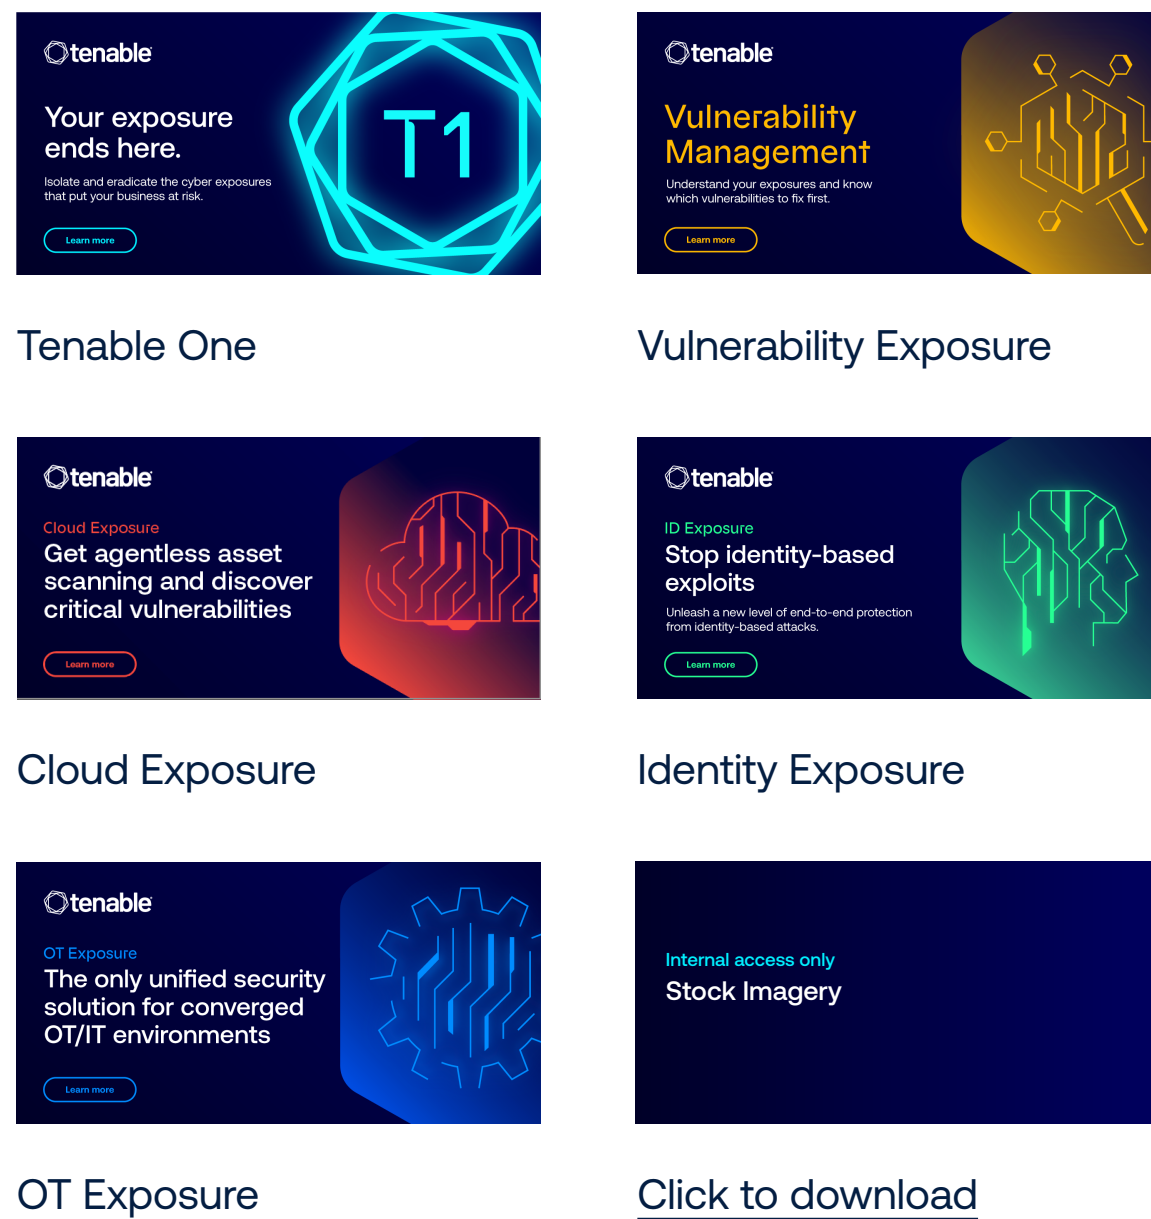 tenable
Your exposure
ends here.
Isolate and eradicate the cyber exposures
that put your business at risk.
Learn more
T1
Tenable One
tenable
Vulnerability
Management
Understand your exposures and know
which vulnerabilities to fix first.
Learn more
Vulnerability Exposure
tenable
Cloud Exposure
Get agentless asset
scanning and discover
critical vulnerabilities
Learn more
Cloud Exposure
tenable
ID Exposure
Stop identity-based
exploits
Unleash a new level of end-to-end protection
from identity-based attacks.
Learn more
Identity Exposure
tenable
OT Exposure
The only unified security
solution for converged
OT/IT environments
Learn more
OT Exposure
Internal access only
Stock Imagery
Click to download